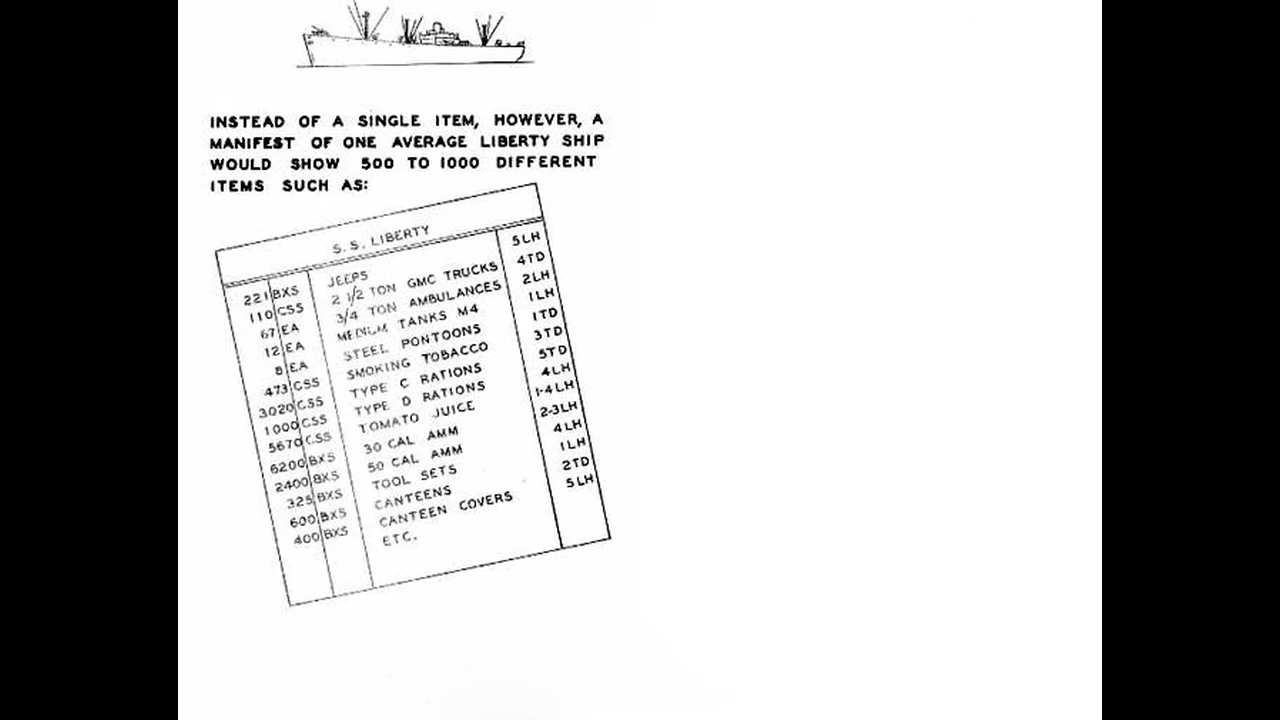 INSTEAD OF A SINGLE ITEM, HOWEVER, A
MANIFEST OF ONE AVERAGE LIBERTY SHIP
WOULD SHOW 500 TO 1000 DIFFERENT
ITEMS SUCH AS:
S. S. LIBERTY
221 BXS JEEPS 5LH
110 CSS 2 1/2 TON GMC TRUCKS 4TD
67 EA 3/4 TON AMBULANCES 2LH
12 EA MEDIUM TANKS M4 1LH
8 EA STEEL PONTOONS 1TD
473 CSS SMOKING TOBACCO 3TD
3020 CSS TYPE C RATIONS 5TD
1000 CSS TYPE D RATIONS 4LH
5670 CSS TOMATO JUICE 1-4LH
6200 BXS 30 CAL AMM 2-3LH
2400 BXS 50 CAL AMM 4LH
325 BXS TOOL SETS 1LH
600 BXS CANTEENS 2TD
400 BXS CANTEEN COVERS 5LH
ETC.